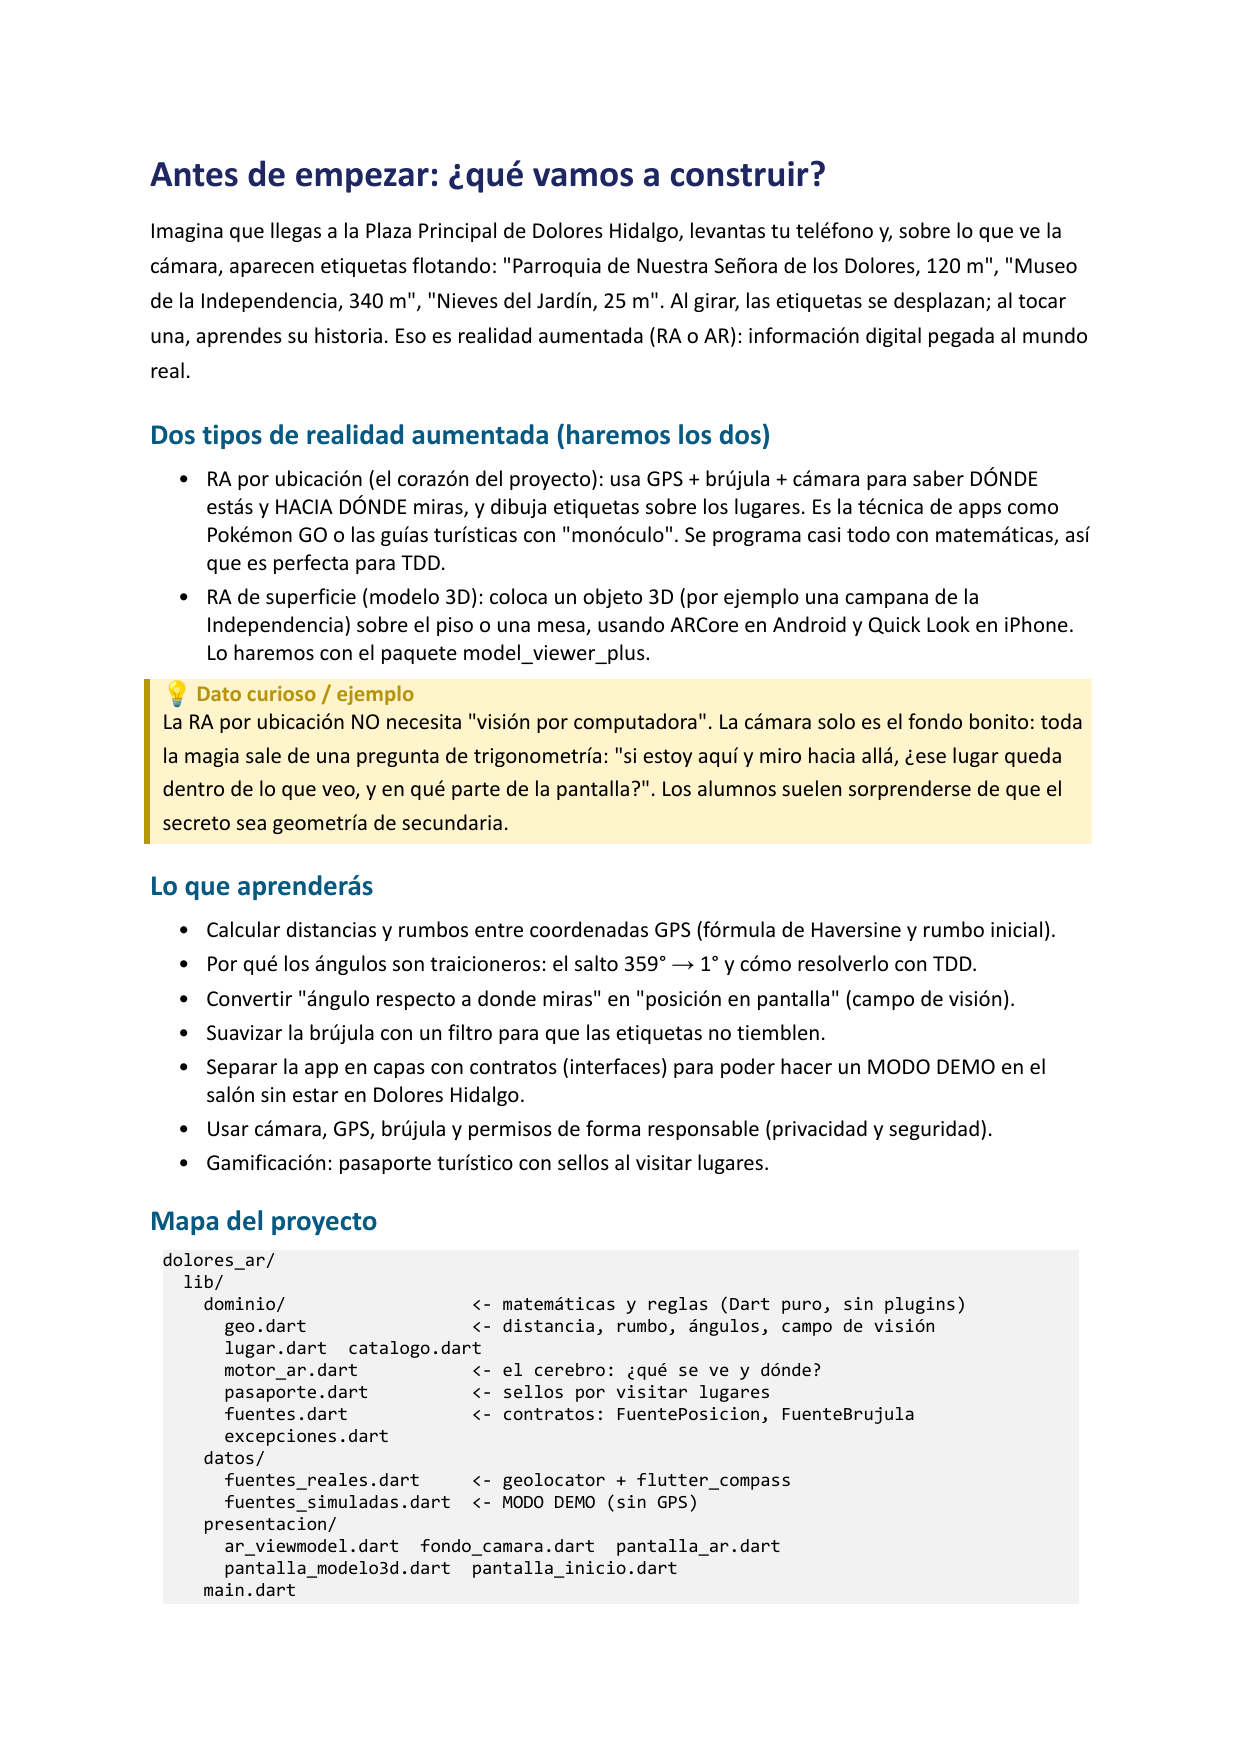 Antes de empezar: ¿qué vamos a construir?
Imagina que llegas a la Plaza Principal de Dolores Hidalgo, levantas tu teléfono y, sobre lo que ve la
cámara, aparecen etiquetas flotando: "Parroquia de Nuestra Señora de los Dolores, 120 m", "Museo
de la Independencia, 340 m", "Nieves del Jardín, 25 m". Al girar, las etiquetas se desplazan; al tocar
una, aprendes su historia. Eso es realidad aumentada (RA o AR): información digital pegada al mundo
real.
Dos tipos de realidad aumentada (haremos los dos)
• RA por ubicación (el corazón del proyecto): usa GPS + brújula + cámara para saber DÓNDE
estás y HACIA DÓNDE miras, y dibuja etiquetas sobre los lugares. Es la técnica de apps como
Pokémon GO o las guías turísticas con "monóculo". Se programa casi todo con matemáticas, así
que es perfecta para TDD.
• RA de superficie (modelo 3D): coloca un objeto 3D (por ejemplo una campana de la
Independencia) sobre el piso o una mesa, usando ARCore en Android y Quick Look en iPhone.
Lo haremos con el paquete model_viewer_plus.
💡 Dato curioso / ejemplo
La RA por ubicación NO necesita "visión por computadora". La cámara solo es el fondo bonito: toda
la magia sale de una pregunta de trigonometría: "si estoy aquí y miro hacia allá, ¿ese lugar queda
dentro de lo que veo, y en qué parte de la pantalla?". Los alumnos suelen sorprenderse de que el
secreto sea geometría de secundaria.
Lo que aprenderás
• Calcular distancias y rumbos entre coordenadas GPS (fórmula de Haversine y rumbo inicial).
• Por qué los ángulos son traicioneros: el salto 359° → 1° y cómo resolverlo con TDD.
• Convertir "ángulo respecto a donde miras" en "posición en pantalla" (campo de visión).
• Suavizar la brújula con un filtro para que las etiquetas no tiemblen.
• Separar la app en capas con contratos (interfaces) para poder hacer un MODO DEMO en el
salón sin estar en Dolores Hidalgo.
• Usar cámara, GPS, brújula y permisos de forma responsable (privacidad y seguridad).
• Gamificación: pasaporte turístico con sellos al visitar lugares.
Mapa del proyecto
dolores_ar/
  lib/
    dominio/                  <- matemáticas y reglas (Dart puro, sin plugins)
      geo.dart                <- distancia, rumbo, ángulos, campo de visión
      lugar.dart  catalogo.dart
      motor_ar.dart           <- el cerebro: ¿qué se ve y dónde?
      pasaporte.dart          <- sellos por visitar lugares
      fuentes.dart            <- contratos: FuentePosicion, FuenteBrujula
      excepciones.dart
    datos/
      fuentes_reales.dart     <- geolocator + flutter_compass
      fuentes_simuladas.dart  <- MODO DEMO (sin GPS)
    presentacion/
      ar_viewmodel.dart  fondo_camara.dart  pantalla_ar.dart
      pantalla_modelo3d.dart  pantalla_inicio.dart
    main.dart